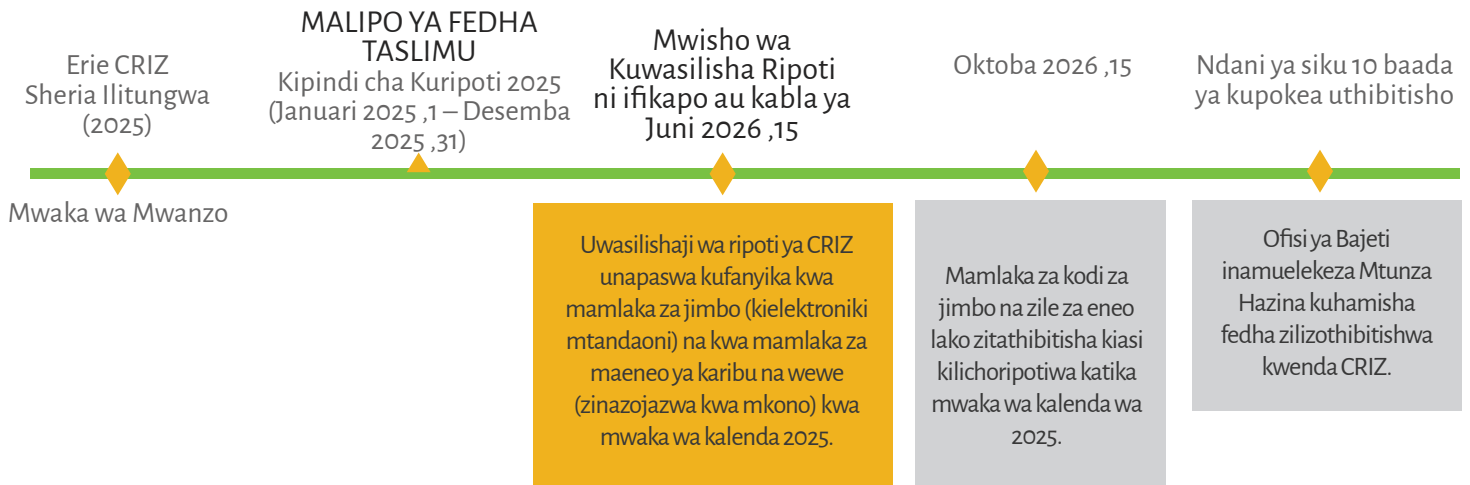 Erie CRIZ
Sheria Ilitungwa
(2025)
Mwaka wa Mwanzo
MALIPO YA FEDHA
TASLIMU
Kipindi cha Kuripoti 2025
(Januari 2025 ,1 – Desemba
2025 ,31)
Mwisho wa
Kuwasilisha Ripoti
ni ifikapo au kabla ya
Juni 2026 ,15
Uwasilishaji wa ripoti ya CRIZ
unapaswa kufanyika kwa
mamlaka za jimbo (kielektroniki
mtandaoni) na kwa mamlaka za
maeneo ya karibu na wewe
(zinazojazwa kwa mkono) kwa
mwaka wa kalenda 2025.
Oktoba 2026 ,15
Mamlaka za kodi za
jimbo na zile za eneo
lako zitathibitisha kiasi
kilichoripotiwa katika
mwaka wa kalenda wa
2025.
Ndani ya siku 10 baada
ya kupokea uthibitisho
Ofisi ya Bajeti
inamuelekeza Mtunza
Hazina kuhamisha
fedha zilizothibitishwa
kwenda CRIZ.